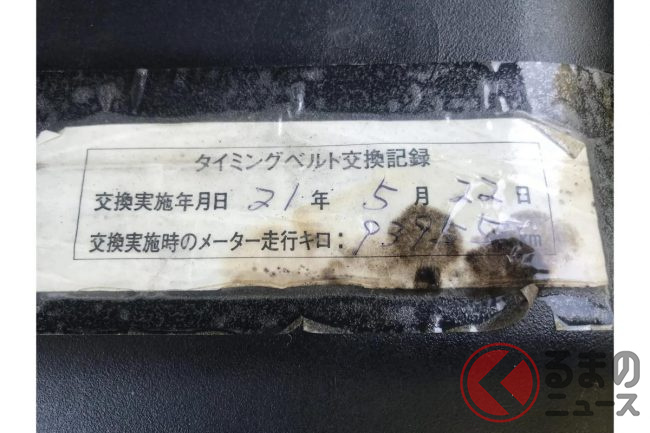 タイミングベルト交換記録
交換実施年月日 21 年 5 月 22 日
交換実施時のメーター走行キロ: km
くるまの
ニュース